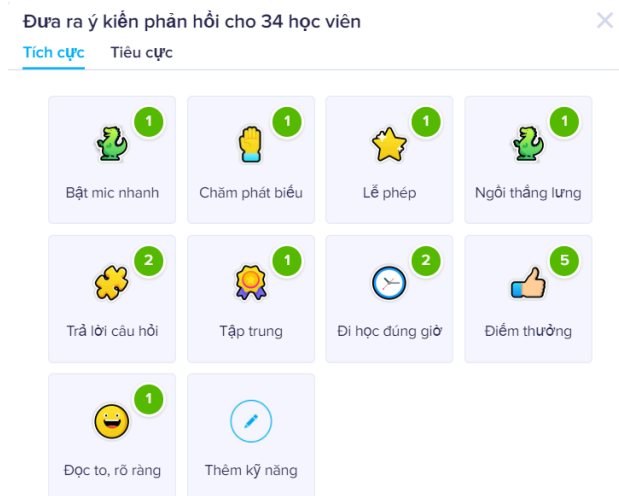 Đưa ra ý kiến phản hồi cho 34 học viên
Tích cực Tiêu cực
1 1 1 1
Bật mic nhanh Chăm phát biểu Lễ phép Ngồi thẳng lưng
2 1 2 5
Trả lời câu hỏi Tập trung Đi học đúng giờ Điểm thưởng
1
Đọc to, rõ ràng Thêm kỹ năng